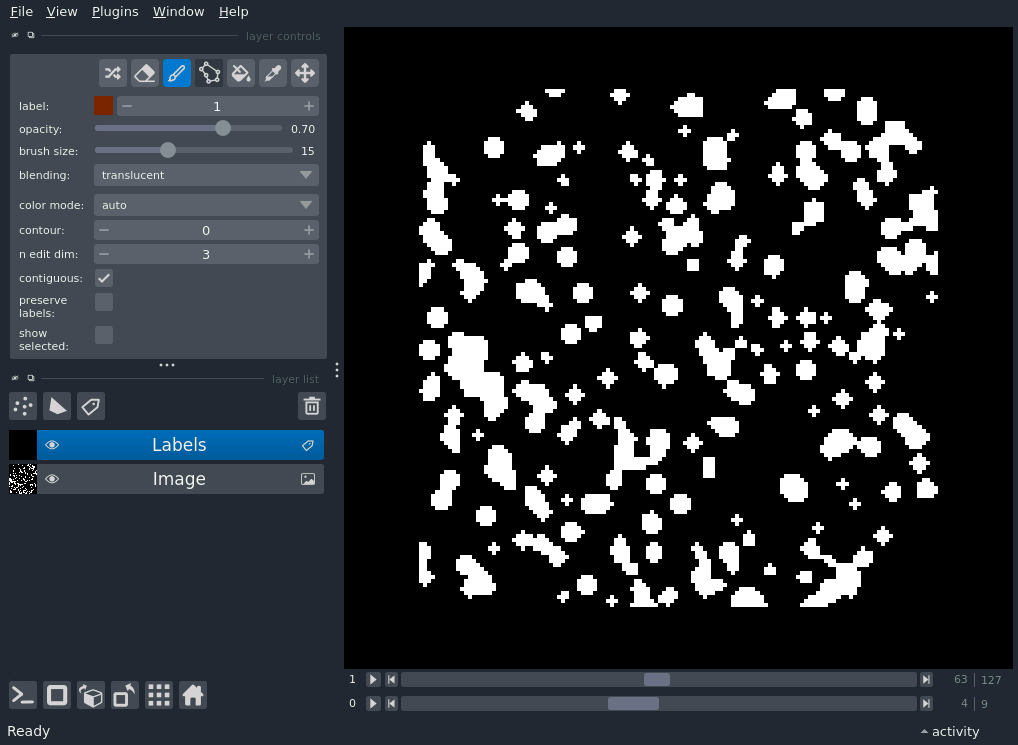 File View Plugins Window Help
layer controls
label: 1
opacity: 0.70
brush size: 15
blending: translucent
color mode: auto
contour: 0
n edit dim: 3
contiguous:
preserve
labels:
show
selected:
layer list
Labels
Image
1 63 127
0 4 9
Ready activity